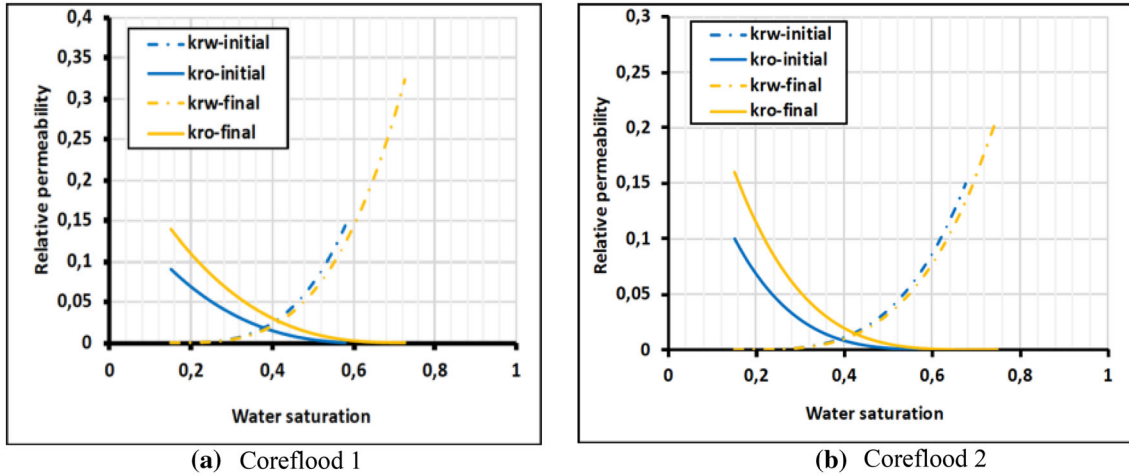 0,4
0,35
0,3
0,25
0,2
0,15
0,1
0,05
0
Relative permeability
krw-initial
kro-initial
krw-final
kro-final
0 0,2 0,4 0,6 0,8 1
Water saturation
(a) Coreflood 1
0,3
0,25
0,2
0,15
0,1
0,05
0
Relative permeability
krw-initial
kro-initial
krw-final
kro-final
0 0,2 0,4 0,6 0,8 1
Water saturation
(b) Coreflood 2